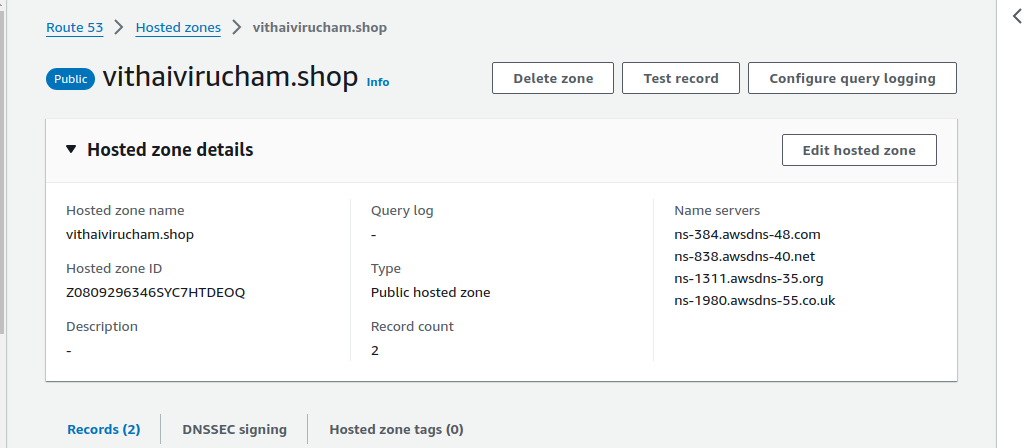 Route 53 > Hosted zones > vithaivirucham.shop
Public vithaivirucham.shop Info
Delete zone Test record Configure query logging
Hosted zone details
Edit hosted zone
Hosted zone name
vithaivirucham.shop
Hosted zone ID
Z0809296346SYC7HTDEOQ
Description
-
Query log
-
Type
Public hosted zone
Record count
2
Name servers
ns-384.awsdns-48.com
ns-838.awsdns-40.net
ns-1311.awsdns-35.org
ns-1980.awsdns-55.co.uk
Records (2) DNSSEC signing Hosted zone tags (0)